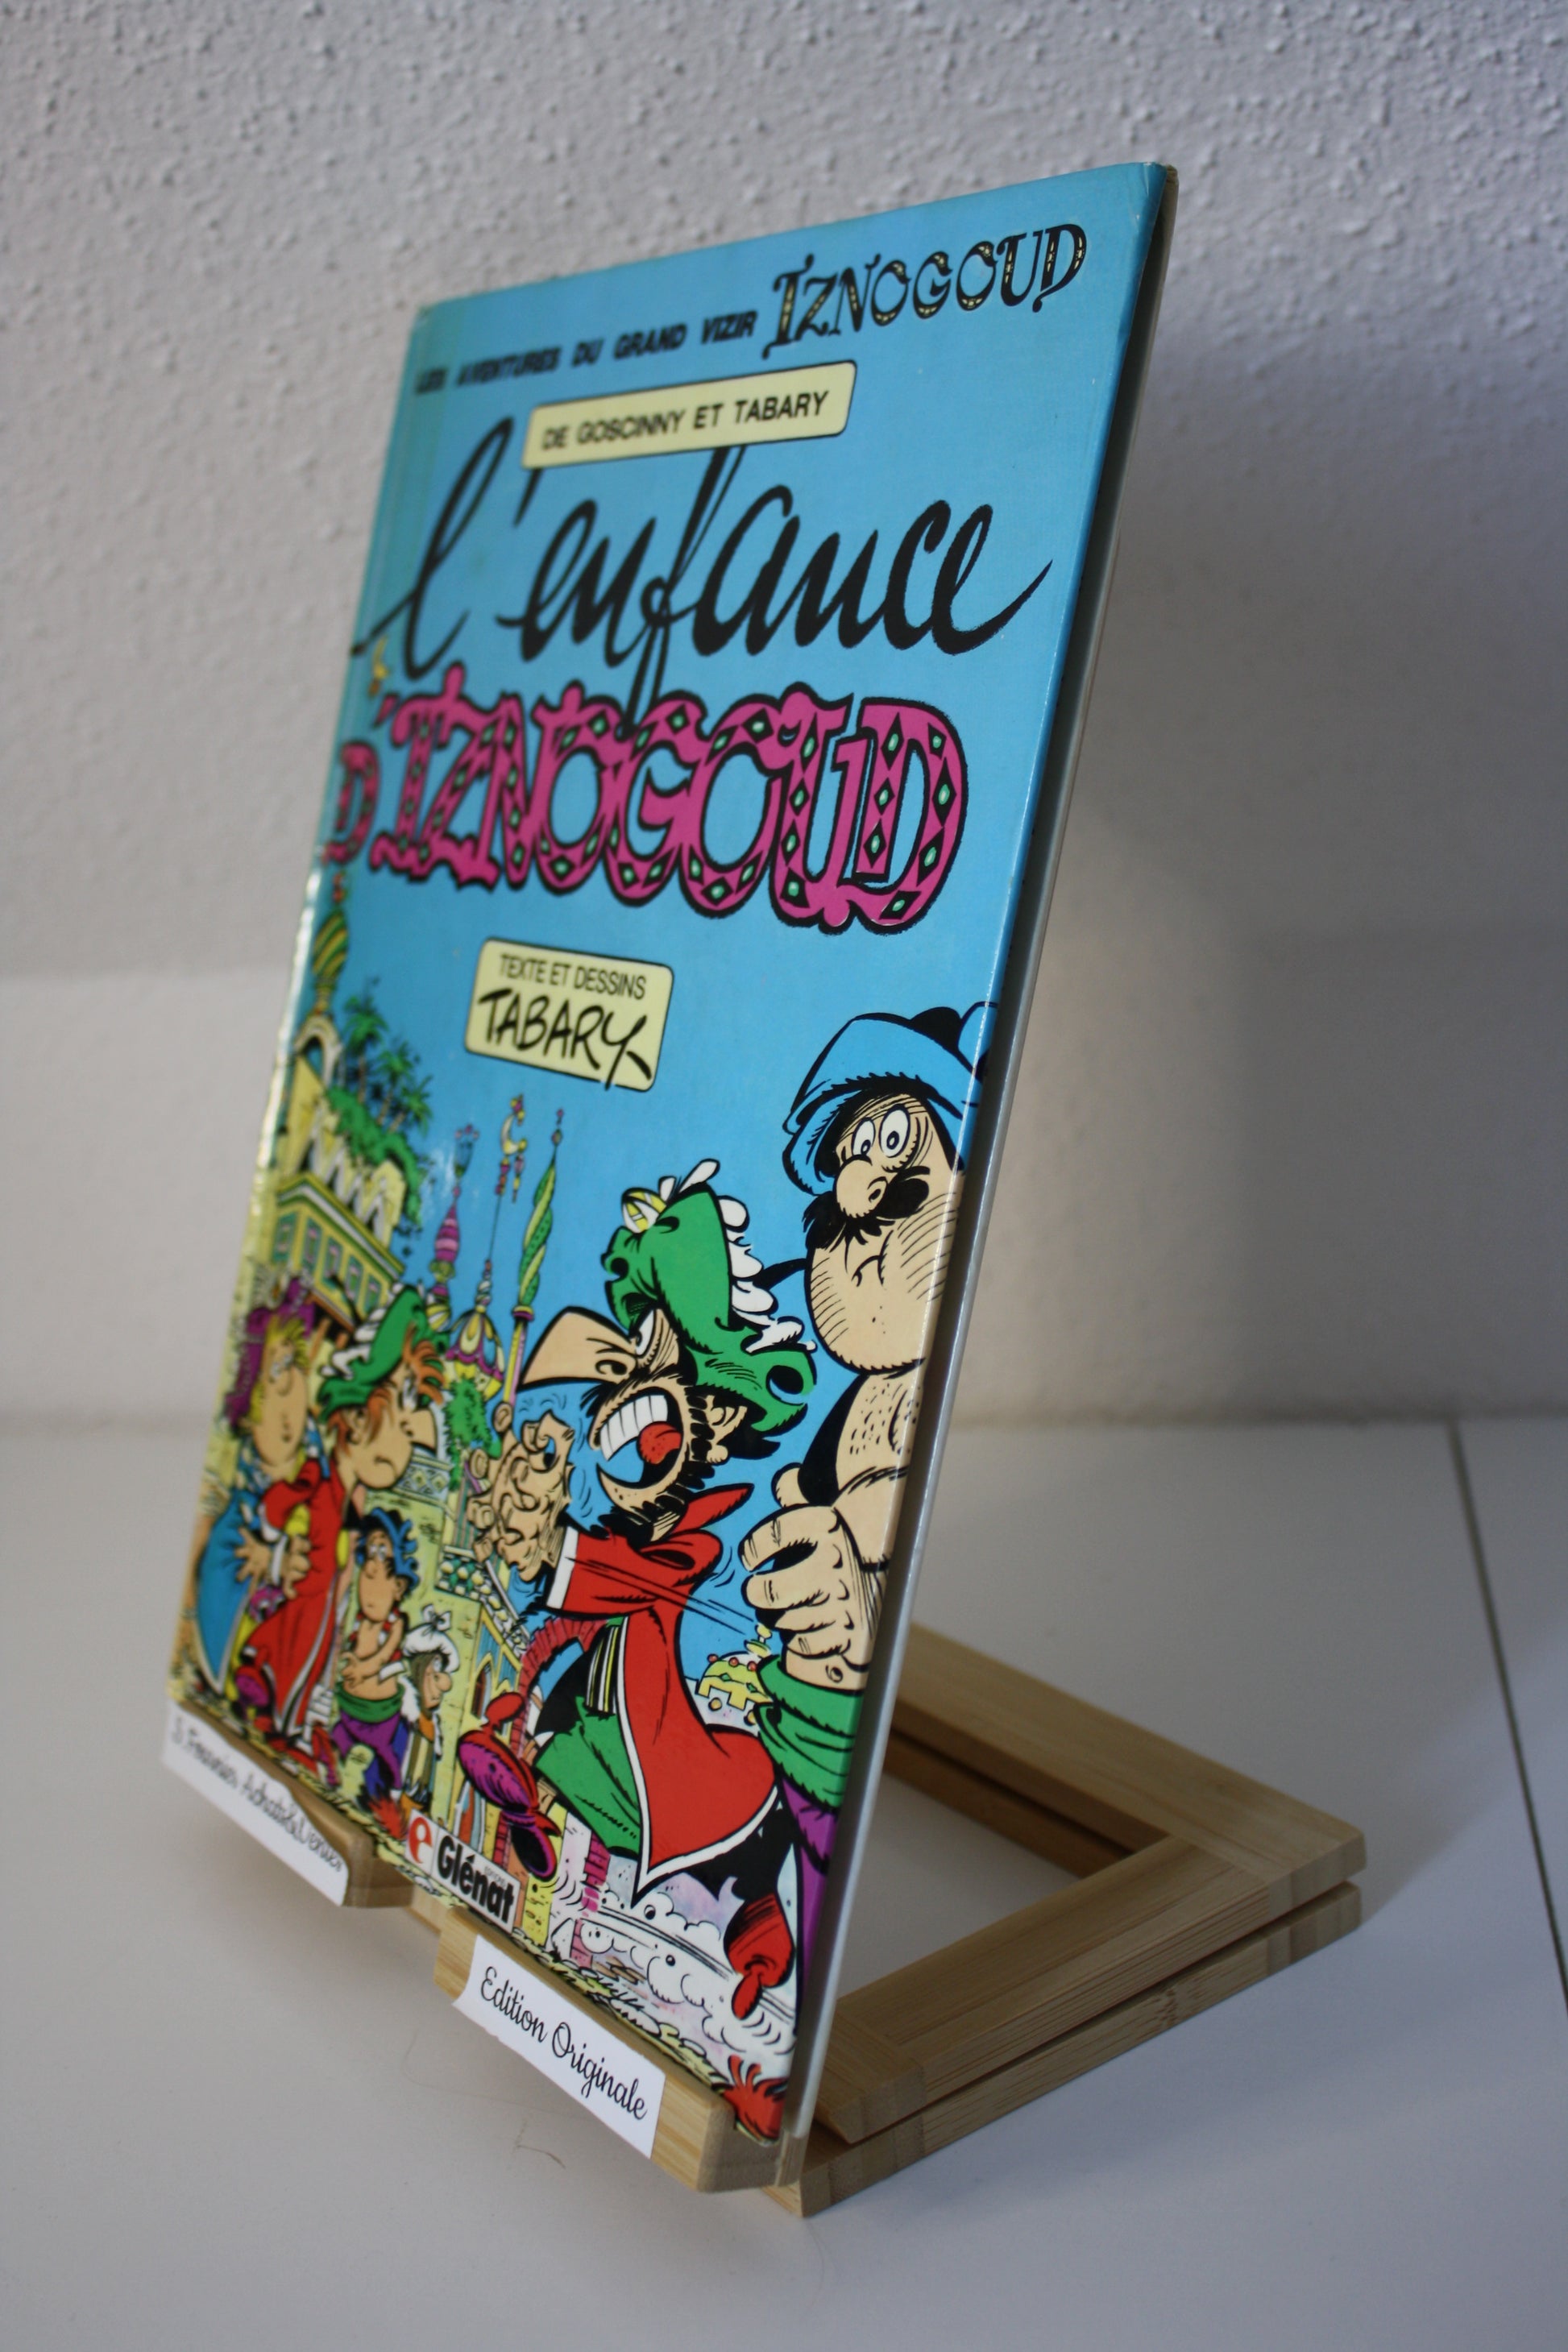 LES AVENTURES DU GRAND VIZIR IZNOGOUD
DE GOSCINNY ET TABARY
l'enfance
D'IZNOGOUD
TEXTE ET DESSINS
TABARY
Glénat
Edition Originale